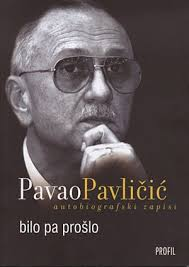 PavaoPavličić
autobiografski zapisi
bilo pa prošlo
PROFIL